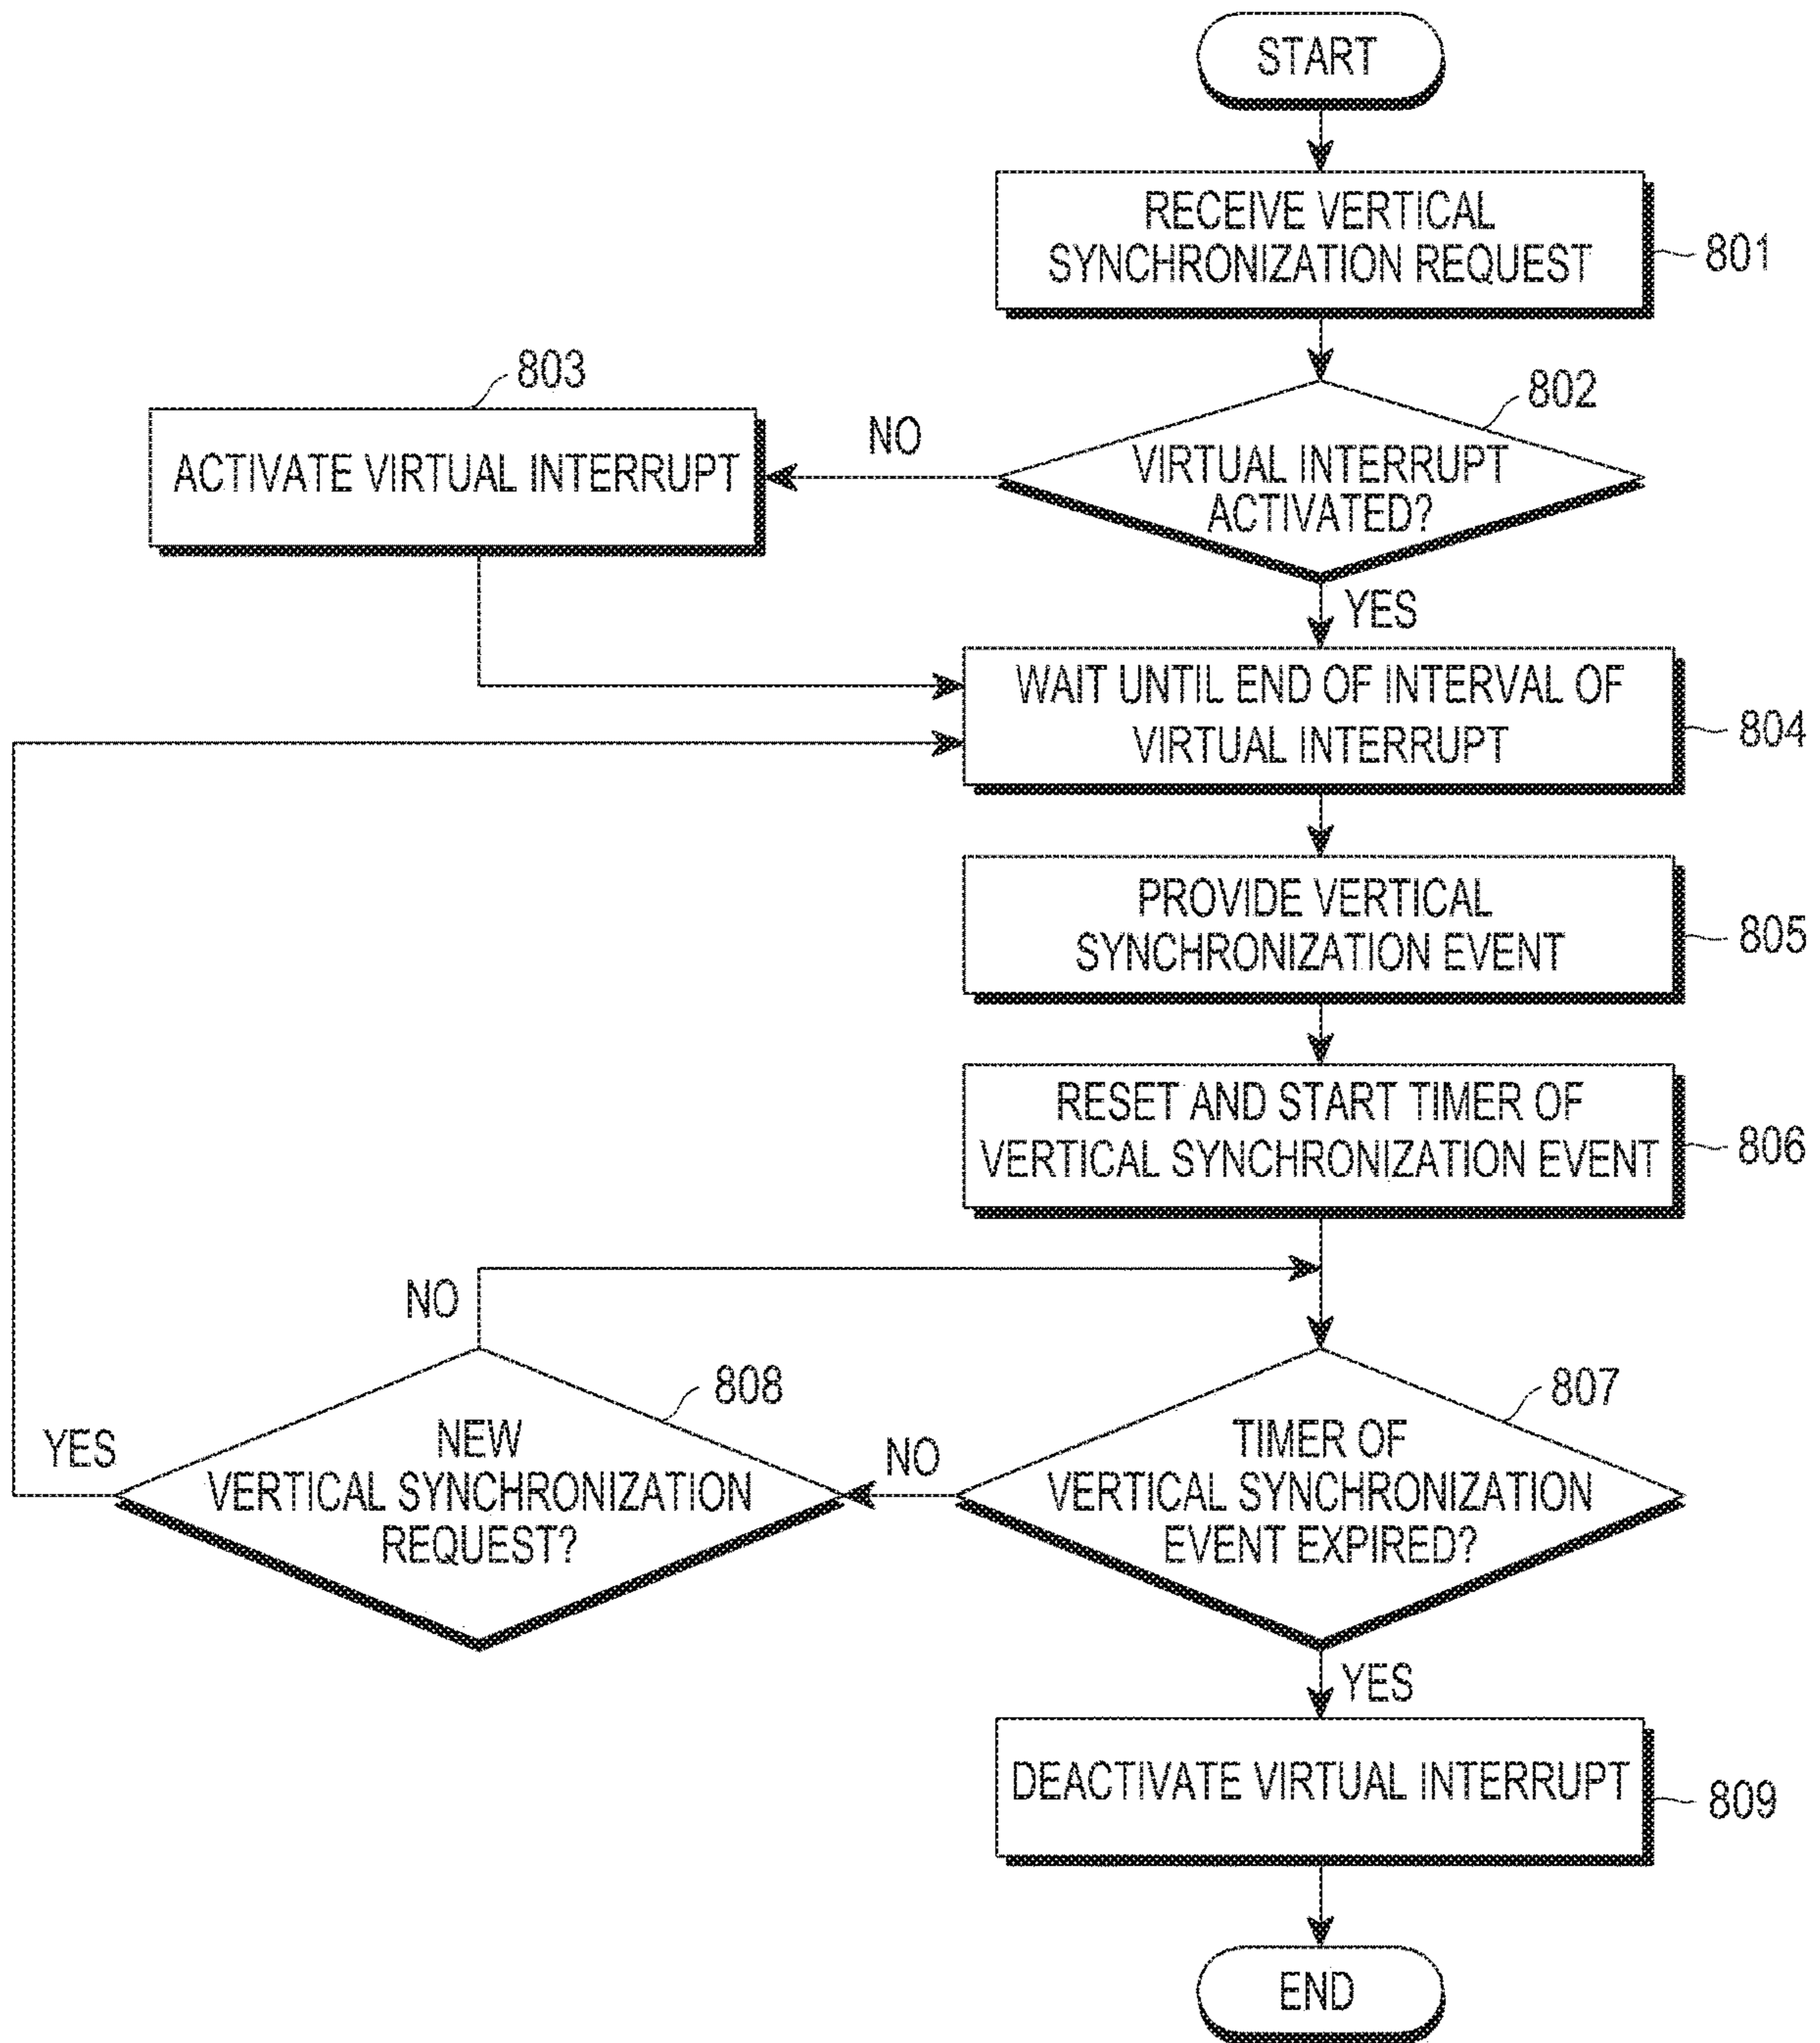 START
RECEIVE VERTICAL
SYNCHRONIZATION REQUEST
801
803
802
NO
ACTIVATE VIRTUAL INTERRUPT
VIRTUAL INTERRUPT
ACTIVATED?
YES
WAIT UNTIL END OF INTERVAL OF
VIRTUAL INTERRUPT
804
PROVIDE VERTICAL
SYNCHRONIZATION EVENT
805
RESET AND START TIMER OF
VERTICAL SYNCHRONIZATION EVENT
806
NO
808
807
YES
NEW
VERTICAL SYNCHRONIZATION
REQUEST?
NO
TIMER OF
VERTICAL SYNCHRONIZATION
EVENT EXPIRED?
YES
DEACTIVATE VIRTUAL INTERRUPT
809
END